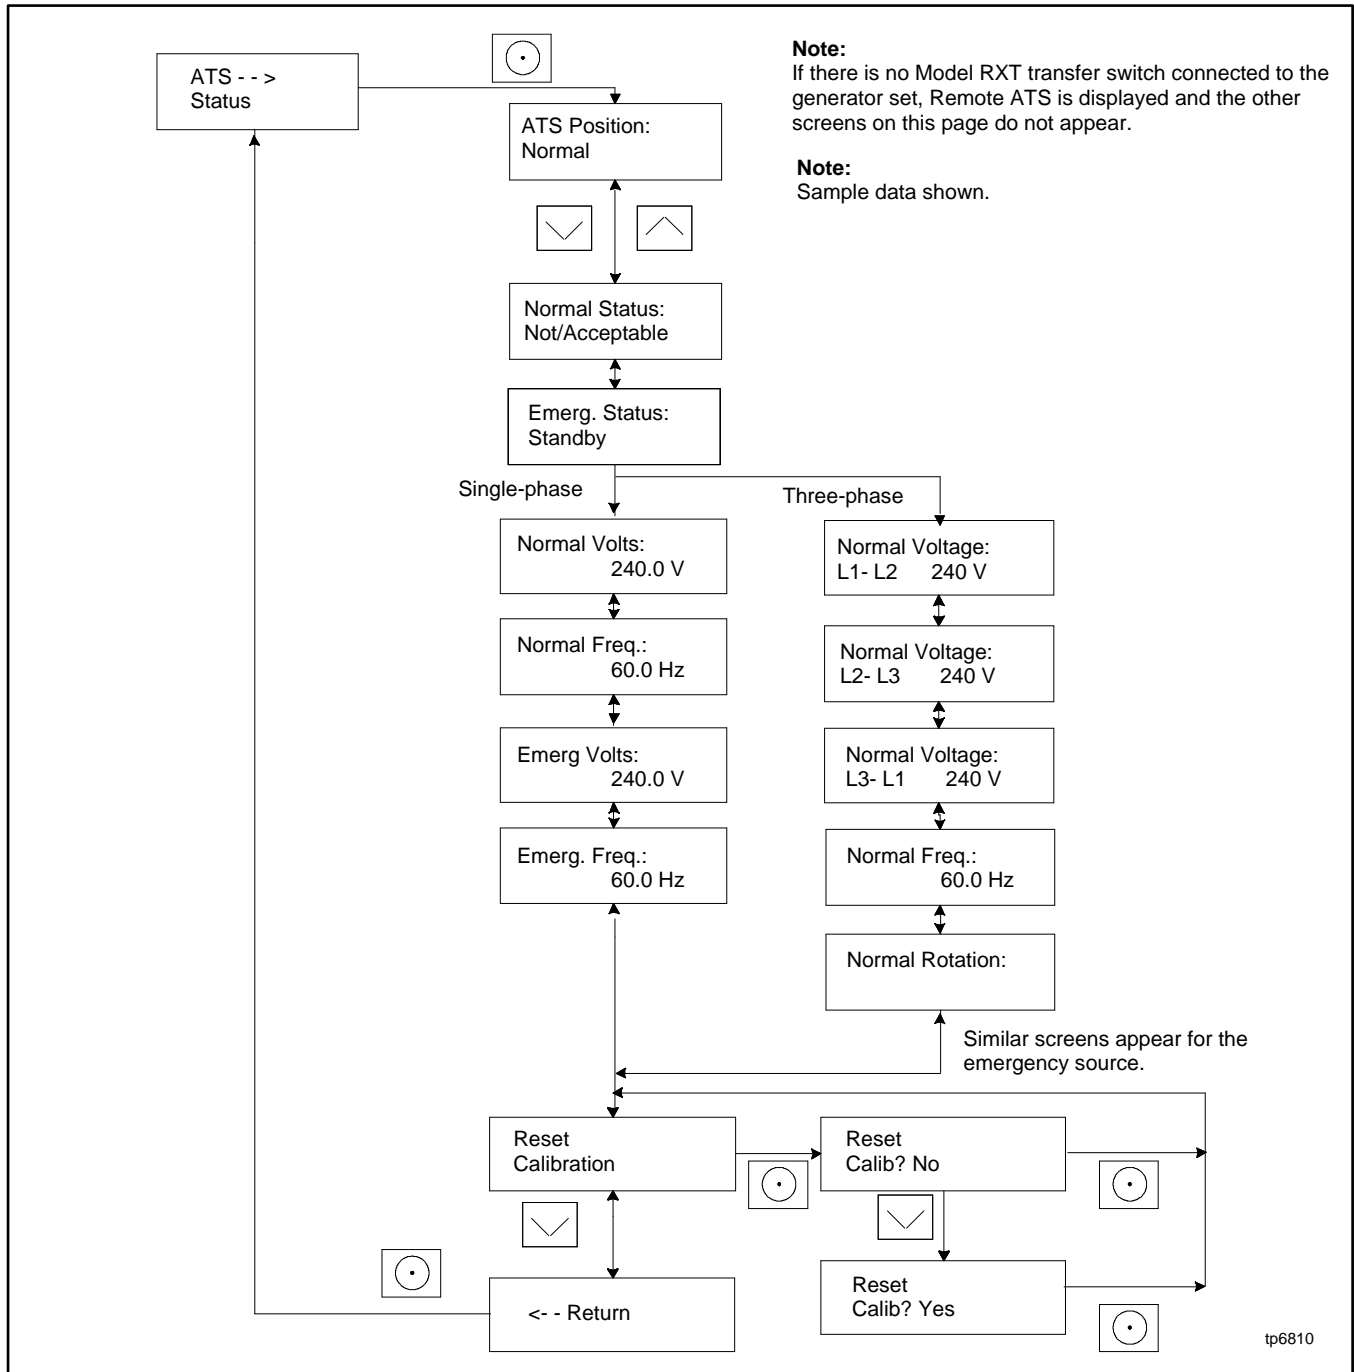 ATS - - >
Status
Note:
If there is no Model RXT transfer switch connected to the
generator set, Remote ATS is displayed and the other
screens on this page do not appear.
Note:
Sample data shown.
ATS Position:
Normal
Normal Status:
Not/Acceptable
Emerg. Status:
Standby
Single-phase
Three-phase
Normal Volts:
240.0 V
Normal Freq.:
60.0 Hz
Emerg Volts:
240.0 V
Emerg. Freq.:
60.0 Hz
Normal Voltage:
L1- L2 240 V
Normal Voltage:
L2- L3 240 V
Normal Voltage:
L3- L1 240 V
Normal Freq.:
60.0 Hz
Normal Rotation:
Similar screens appear for the
emergency source.
Reset
Calibration
Reset
Calib? No
Reset
Calib? Yes
<- - Return
tp6810